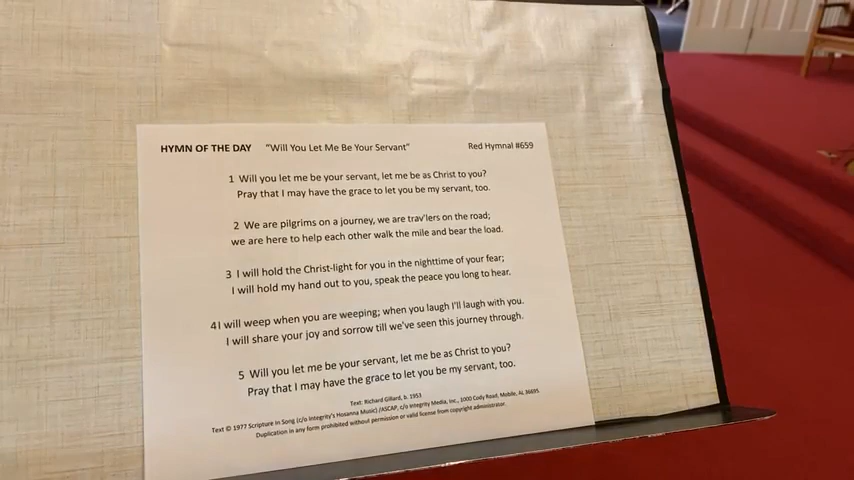 HYMN OF THE DAY "Will You Let Me Be Your Servant" Red Hymnal #659
1 Will you let me be your servant, let me be as Christ to you?
Pray that I may have the grace to let you be my servant, too.
2 We are pilgrims on a journey, we are trav'lers on the road;
we are here to help each other walk the mile and bear the load.
3 I will hold the Christ-light for you in the nighttime of your fear;
I will hold my hand out to you, speak the peace you long to hear.
4 I will weep when you are weeping; when you laugh I'll laugh with you.
I will share your joy and sorrow till we've seen this journey through.
5 Will you let me be your servant, let me be as Christ to you?
Pray that I may have the grace to let you be my servant, too.
Text: Richard Gillard, b. 1953
Text © 1977 Scripture in Song (c/o Integrity's Hosanna Music) /ASCAP, c/o Integrity Media, Inc., 1000 Cody Road, Mobile, AL 36695
Duplication in any form prohibited without permission or valid license from copyright administrator.